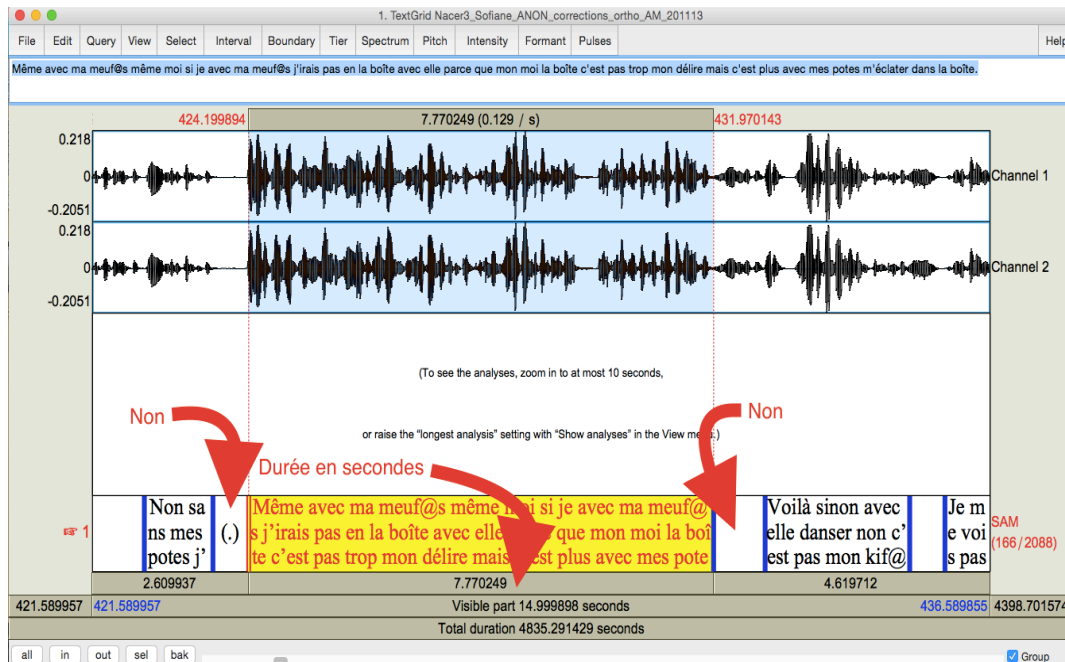 1. TextGrid Nacer3_Sofiane_ANON_corrections_ortho_AM_201113
File Edit Query View Select Interval Boundary Tier Spectrum Pitch Intensity Formant Pulses Help
Même avec ma meuf@s même moi si je avec ma meuf@s j'irais pas en la boîte avec elle parce que mon moi la boîte c'est pas trop mon délire mais c'est plus avec mes potes m'éclater dans la boîte.
424.199894 7.770249 (0.129 / s) 431.970143
0.218
0
-0.2051
Channel 1
0.218
0
-0.2051
Channel 2
(To see the analyses, zoom in to at most 10 seconds,
Non
Non
or raise the "longest analysis" setting with "Show analyses" in the View menu.)
Durée en secondes
☞ 1
Non sa
ns mes
potes j'
(.)
Même avec ma meuf@s même moi si je avec ma meuf@
s j'irais pas en la boîte avec elle que mon moi la boî
te c'est pas trop mon délire mais est plus avec mes pote
Voilà sinon avec
elle danser non c'
est pas mon kif@
Je m
e voi
s pas
SAM
(166/2088)
2.609937 7.770249 4.619712
421.589957 421.589957 Visible part 14.999898 seconds 436.589855 4398.701574
Total duration 4835.291429 seconds
all in out sel bak Group